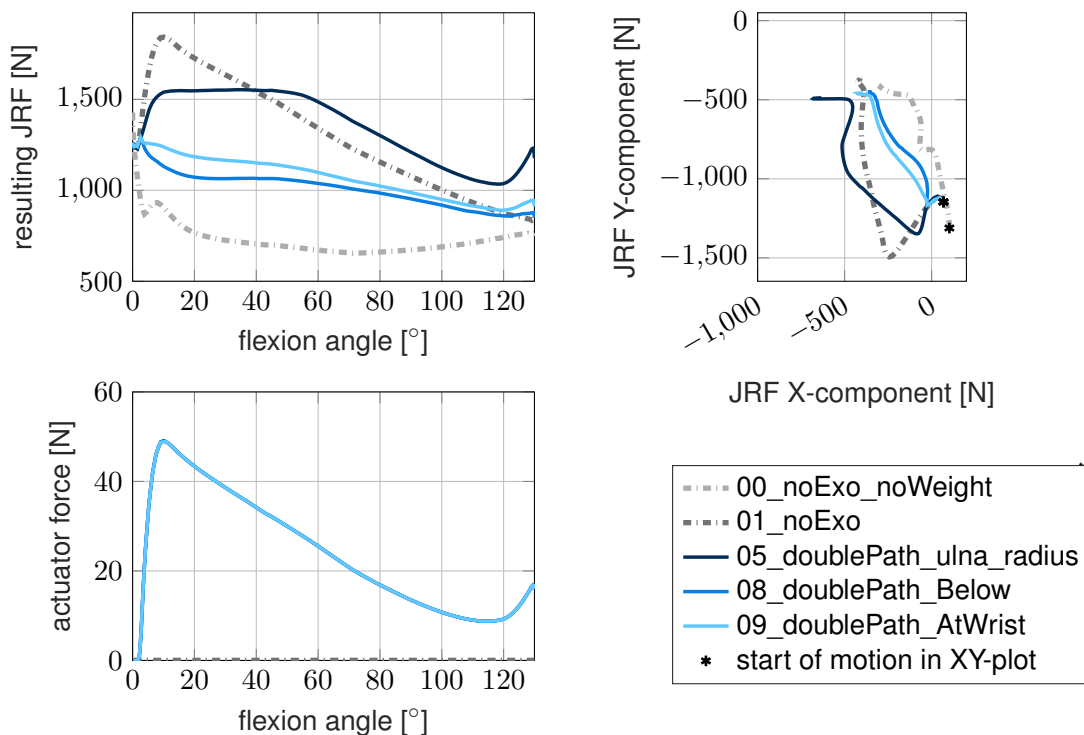 resulting JRF [N]
1,500
1,000
500
0 20 40 60 80 100 120
flexion angle [°]
JRF Y-component [N]
0
−500
−1,000
−1,500
−1,000 −500 0
JRF X-component [N]
actuator force [N]
60
40
20
0
0 20 40 60 80 100 120
flexion angle [°]
00_noExo_noWeight
01_noExo
05_doublePath_ulna_radius
08_doublePath_Below
09_doublePath_AtWrist
start of motion in XY-plot